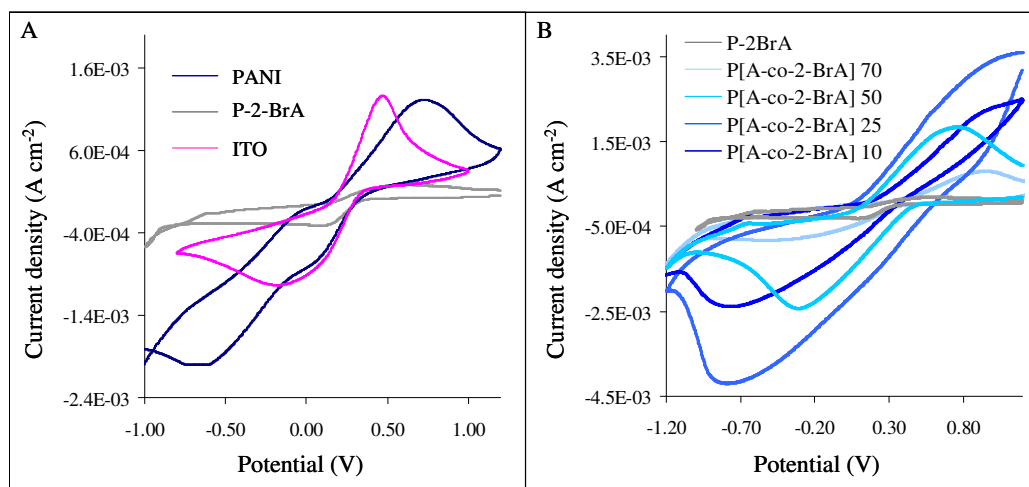 A
PANI
P-2-BrA
ITO
1.6E-03
6.0E-04
-4.0E-04
-1.4E-03
-2.4E-03
-1.00 -0.50 0.00 0.50 1.00
Current density (A cm-2)
Potential (V)
B
P-2BrA
P[A-co-2-BrA] 70
P[A-co-2-BrA] 50
P[A-co-2-BrA] 25
P[A-co-2-BrA] 10
3.5E-03
1.5E-03
-5.0E-04
-2.5E-03
-4.5E-03
-1.20 -0.70 -0.20 0.30 0.80
Current density (A cm-2)
Potential (V)